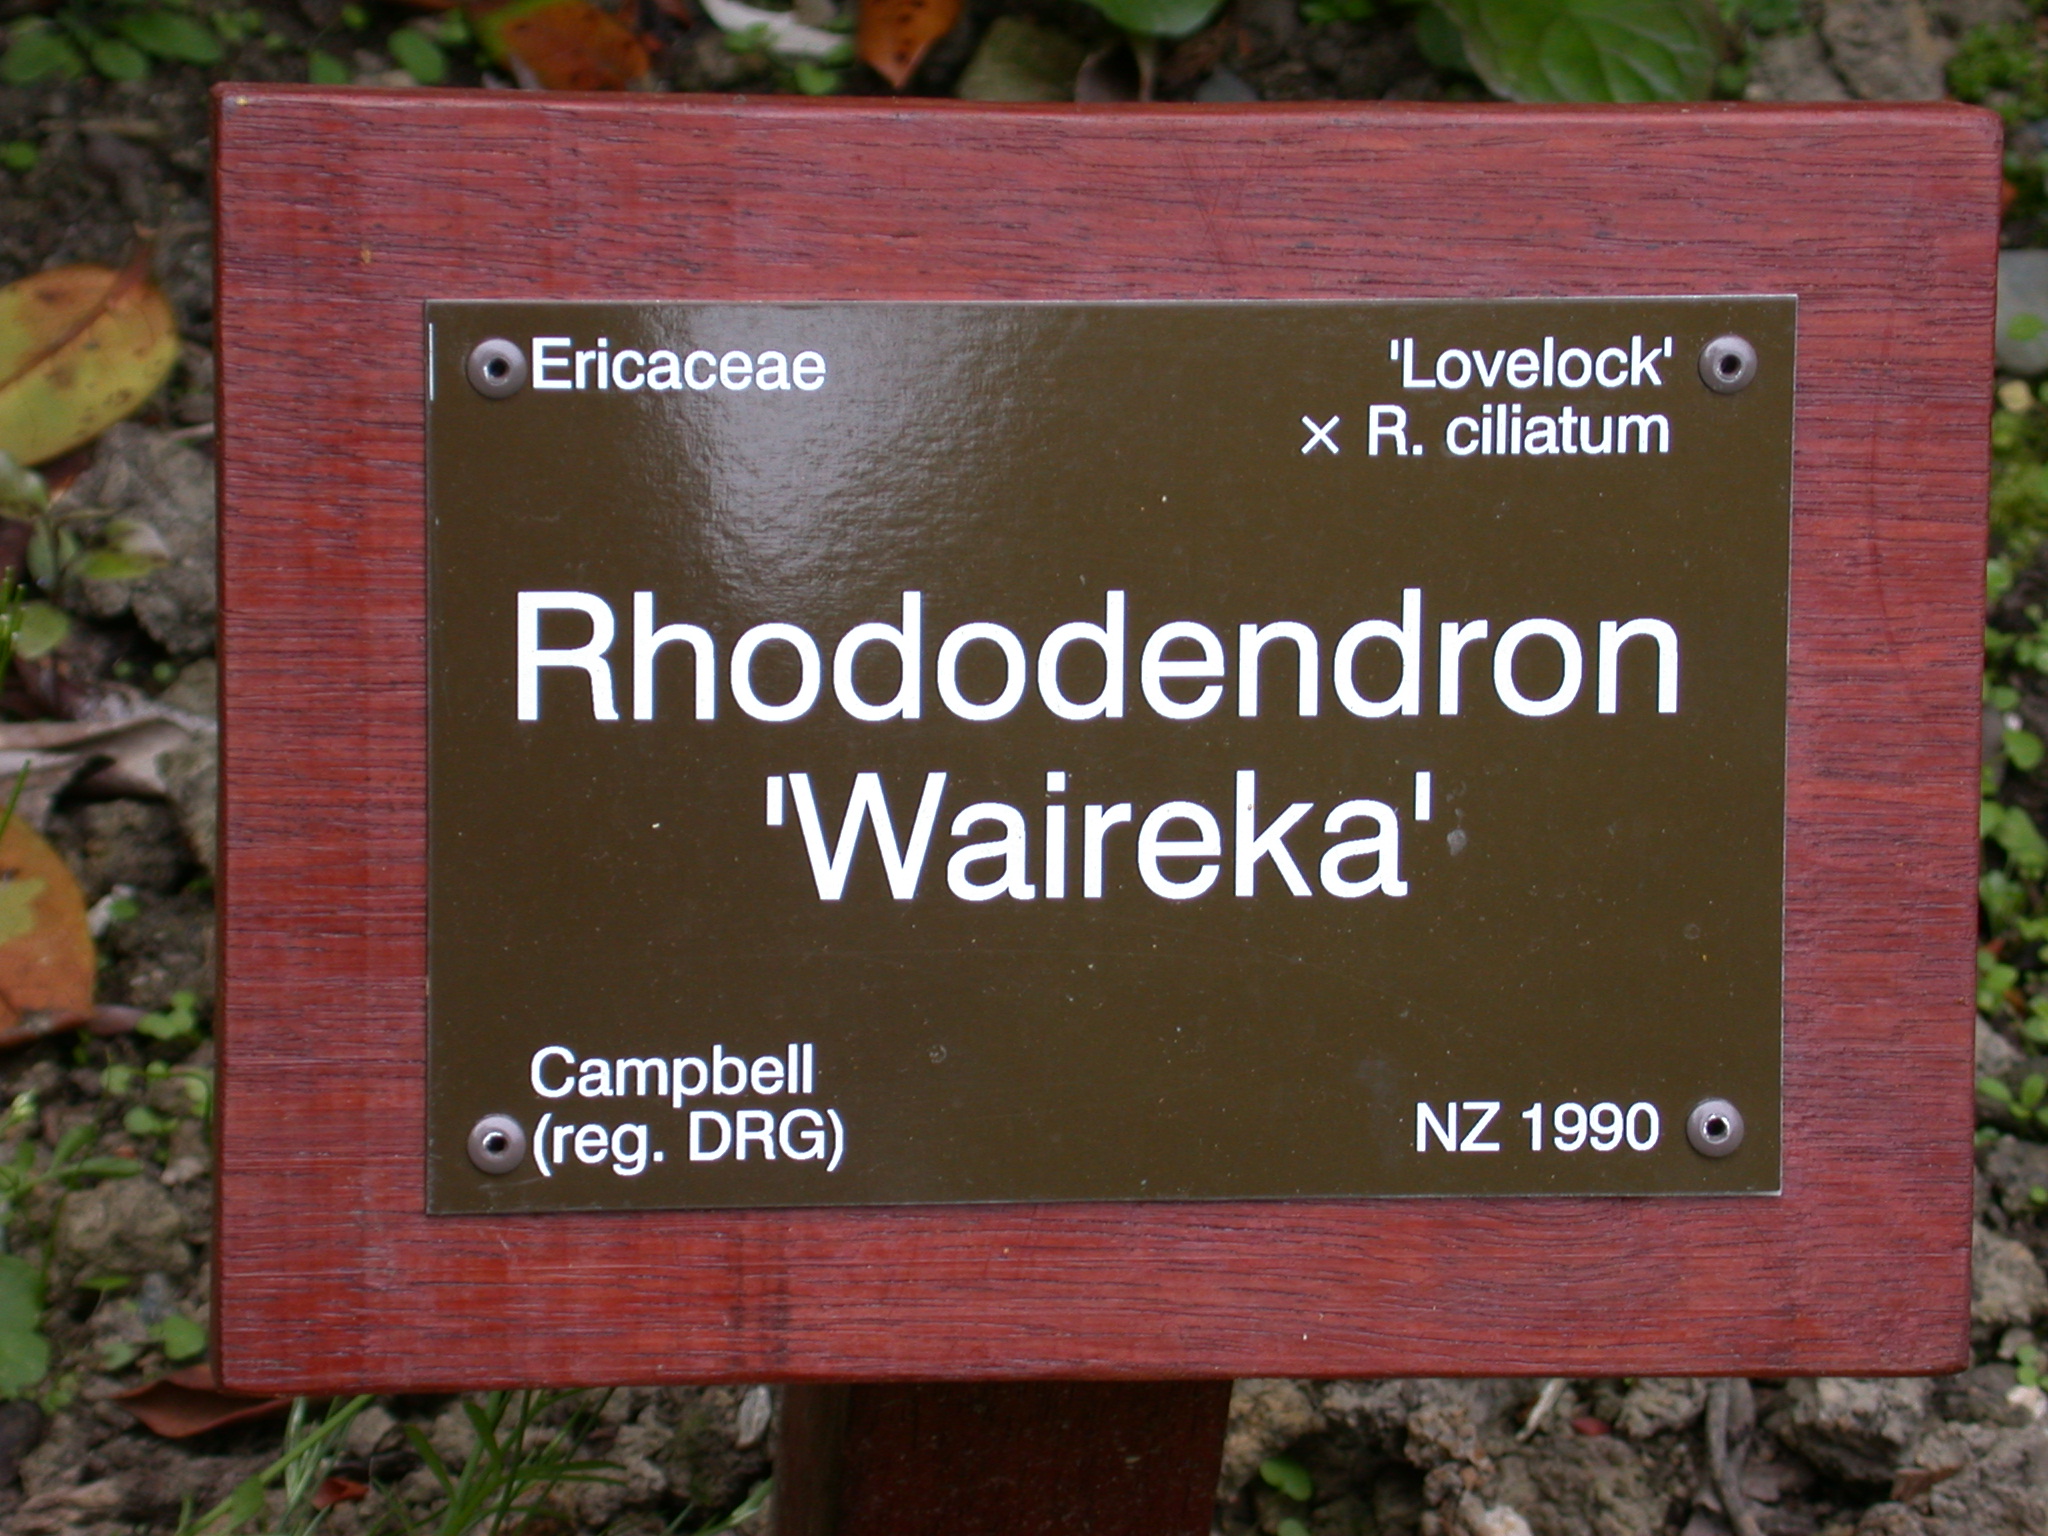 Ericaceae
'Lovelock'
× R. ciliatum
Rhododendron
'Waireka'
Campbell
(reg. DRG)
NZ 1990